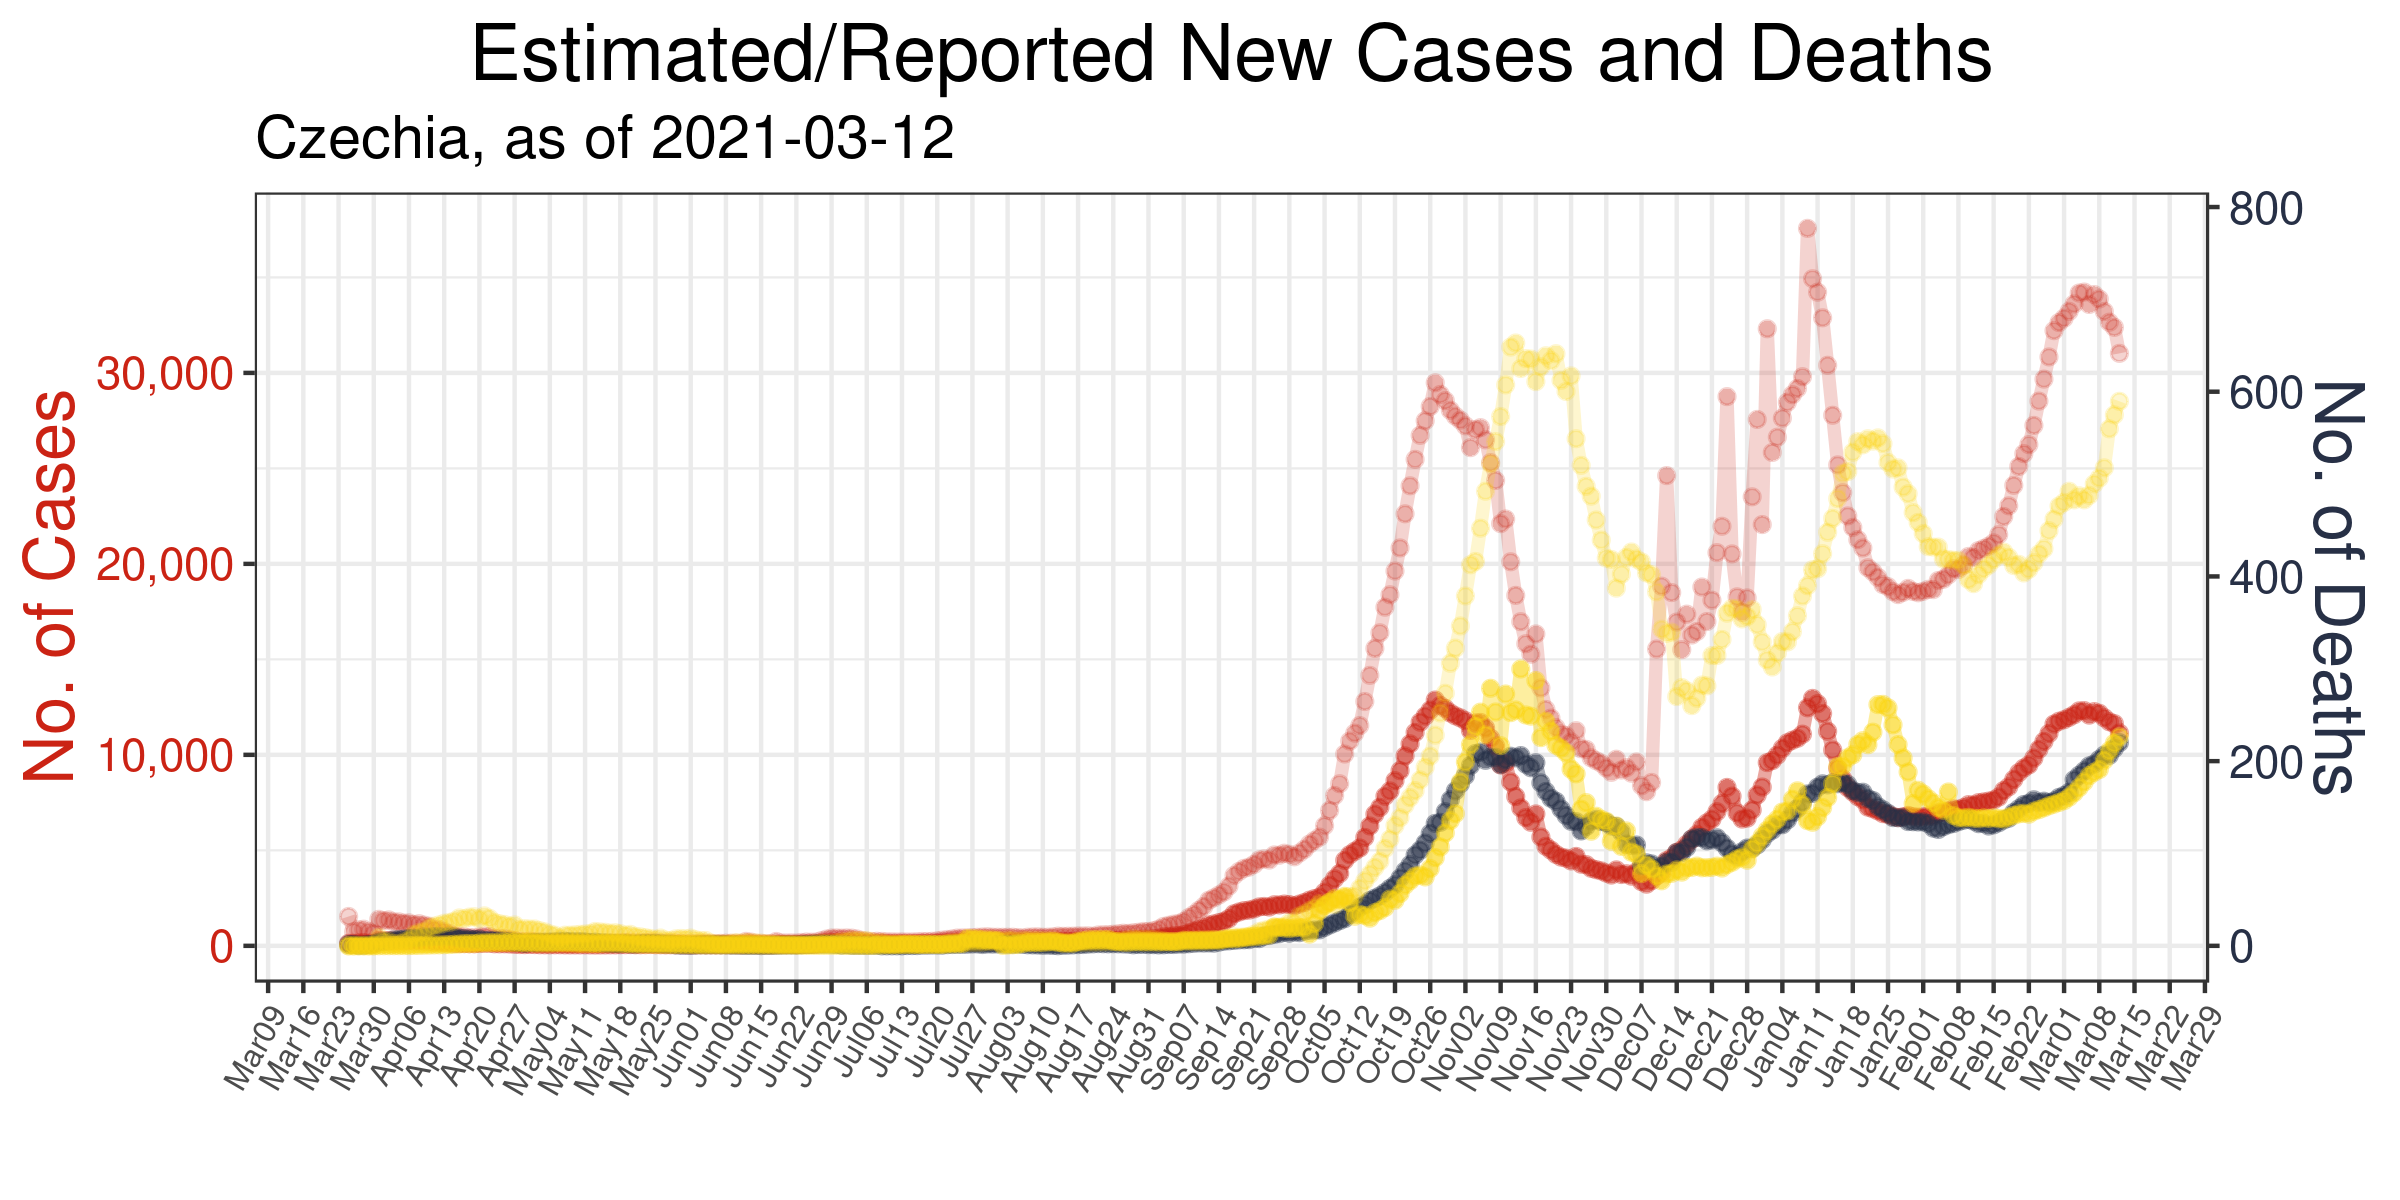 Estimated/Reported New Cases and Deaths
Czechia, as of 2021-03-12
No. of Cases
30,000
20,000
10,000
0
800
600
400
200
0
No. of Deaths
Mar09
Mar16
Mar23
Mar30
Apr06
Apr13
Apr20
Apr27
May04
May11
May18
May25
Jun01
Jun08
Jun15
Jun22
Jun29
Jul06
Jul13
Jul20
Jul27
Aug03
Aug10
Aug17
Aug24
Aug31
Sep07
Sep14
Sep21
Sep28
Oct05
Oct12
Oct19
Oct26
Nov02
Nov09
Nov16
Nov23
Nov30
Dec07
Dec14
Dec21
Dec28
Jan04
Jan11
Jan18
Jan25
Feb01
Feb08
Feb15
Feb22
Mar01
Mar08
Mar15
Mar22
Mar29